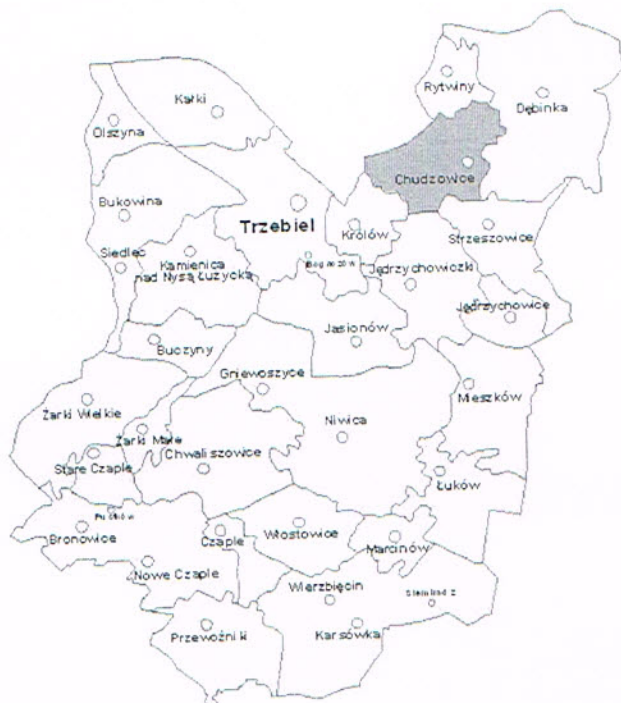 Rytwiny
Dębinka
Kałki
Olszyna
Chudzowice
Bukowina
Trzebiel
Królów
Strzeszowice
Siedlec
Kamienica
nad Nysą Łużycką
Jędrzychowiczki
Jędrzychowice
Jasionów
Buczyny
Gniewoszyce
Mieszków
Żarki Wielkie
Niwica
Żarki Małe
Chwaliszowice
Stare Czaple
Łuków
Bronowice
Czaple
Włostowice
Marcinów
Nowe Czaple
Wierzbięcin
Przewoźniki
Karsówka